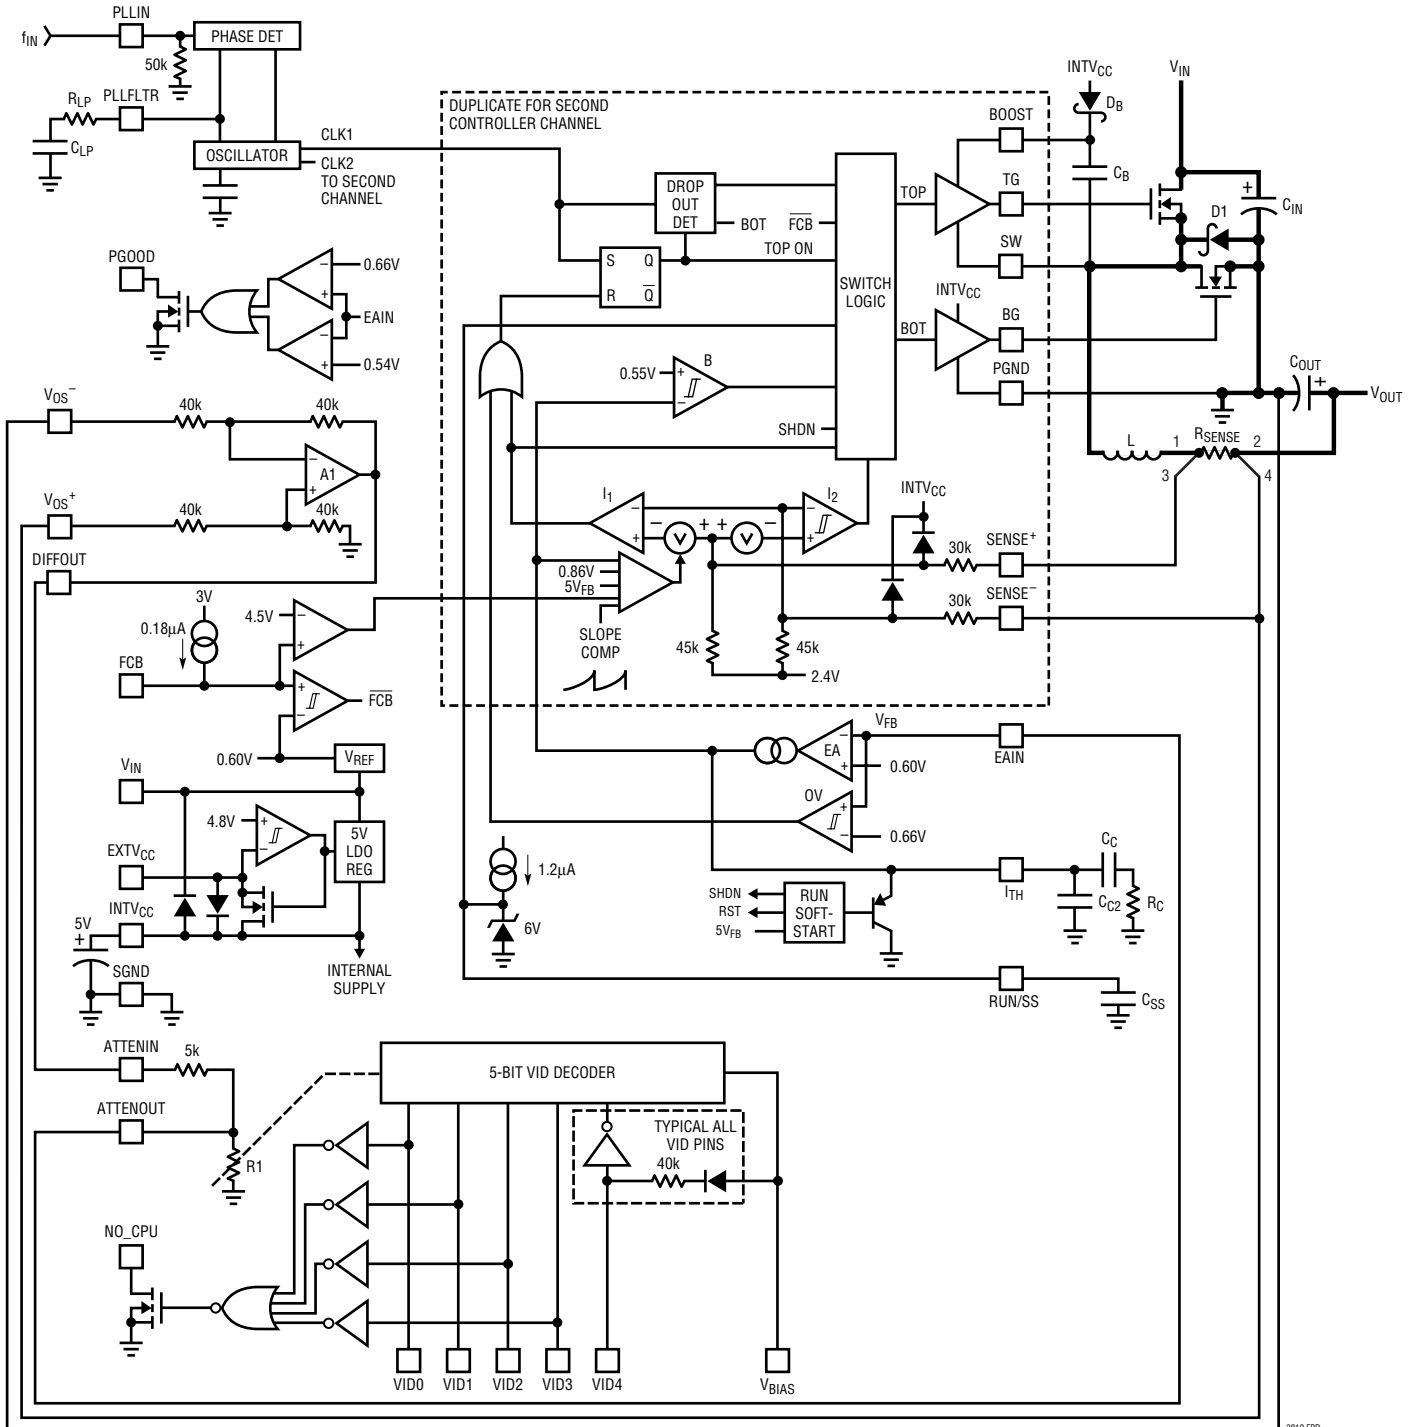 PLLIN
f_IN
PHASE DET
50k
R_LP
PLLFLTR
C_LP
OSCILLATOR
CLK1
CLK2
TO SECOND
CHANNEL
DUPLICATE FOR SECOND
CONTROLLER CHANNEL
INTV_CC
V_IN
D_B
BOOST
C_B
TG
TOP
SW
D1
+
C_IN
DROP
OUT
DET
BOT
F̅C̅B̅
TOP ON
S
Q
R
Q̅
SWITCH
LOGIC
INTV_CC
BG
BOT
PGND
PGOOD
−
0.66V
+
EAIN
−
+
0.54V
0.55V
+
−
B
SHDN
C_OUT
+
V_OUT
L
1
R_SENSE
2
3
4
V_OS−
40k
40k
−
A1
+
V_OS+
40k
40k
DIFFOUT
I_1
−
+
−
V
+
+
V
−
I_2
−
+
INTV_CC
30k
SENSE+
30k
SENSE−
0.86V
5V_FB
SLOPE
COMP
45k
45k
2.4V
3V
0.18µA
4.5V
−
+
FCB
+
−
F̅C̅B̅
0.60V
V_REF
V_IN
4.8V
+
−
5V
LDO
REG
EXTV_CC
INTV_CC
5V
+
SGND
INTERNAL
SUPPLY
V_FB
−
EA
+
0.60V
EAIN
OV
+
−
0.66V
1.2µA
6V
SHDN
RST
5V_FB
RUN
SOFT-
START
I_TH
C_C
C_C2
R_C
RUN/SS
C_SS
ATTENIN
5k
ATTENOUT
R1
5-BIT VID DECODER
TYPICAL ALL
VID PINS
40k
NO_CPU
VID0
VID1
VID2
VID3
VID4
V_BIAS